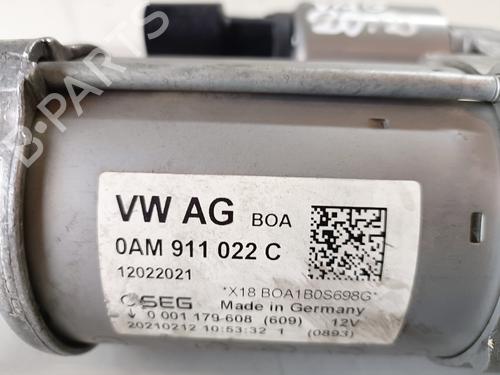 VW AG BOA
0AM 911 022 C
12022021
*X18 BOA1B0S698G*
SEG Made in Germany
0 001 179 608 (609) 12V
20210212 10:53:32 1 (0893)
B-PARTS